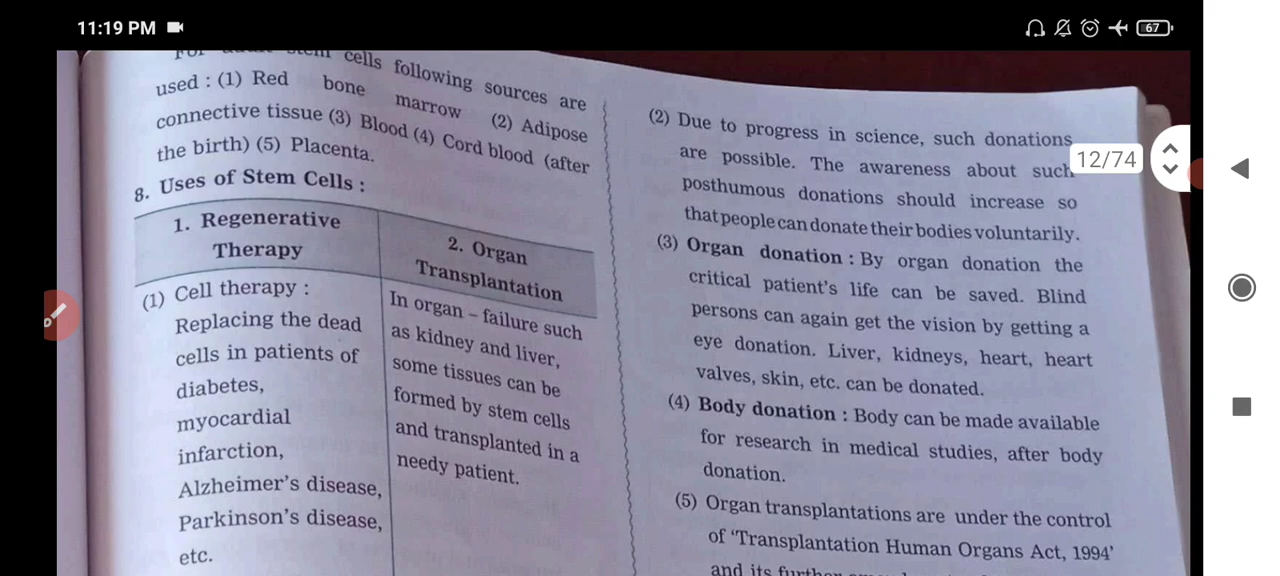 11:19 PM
67
12/74
cells following sources are
used : (1) Red bone marrow (2) Adipose
connective tissue (3) Blood (4) Cord blood (after
the birth) (5) Placenta.
8. Uses of Stem Cells :
1. Regenerative
Therapy
(1) Cell therapy :
Replacing the dead
cells in patients of
diabetes,
myocardial
infarction,
Alzheimer's disease,
Parkinson's disease,
etc.
2. Organ
Transplantation
In organ – failure such
as kidney and liver,
some tissues can be
formed by stem cells
and transplanted in a
needy patient.
(2) Due to progress in science, such donations
are possible. The awareness about such
posthumous donations should increase so
that people can donate their bodies voluntarily.
(3) Organ donation : By organ donation the
critical patient's life can be saved. Blind
persons can again get the vision by getting a
eye donation. Liver, kidneys, heart, heart
valves, skin, etc. can be donated.
(4) Body donation : Body can be made available
for research in medical studies, after body
donation.
(5) Organ transplantations are under the control
of 'Transplantation Human Organs Act, 1994'
and its